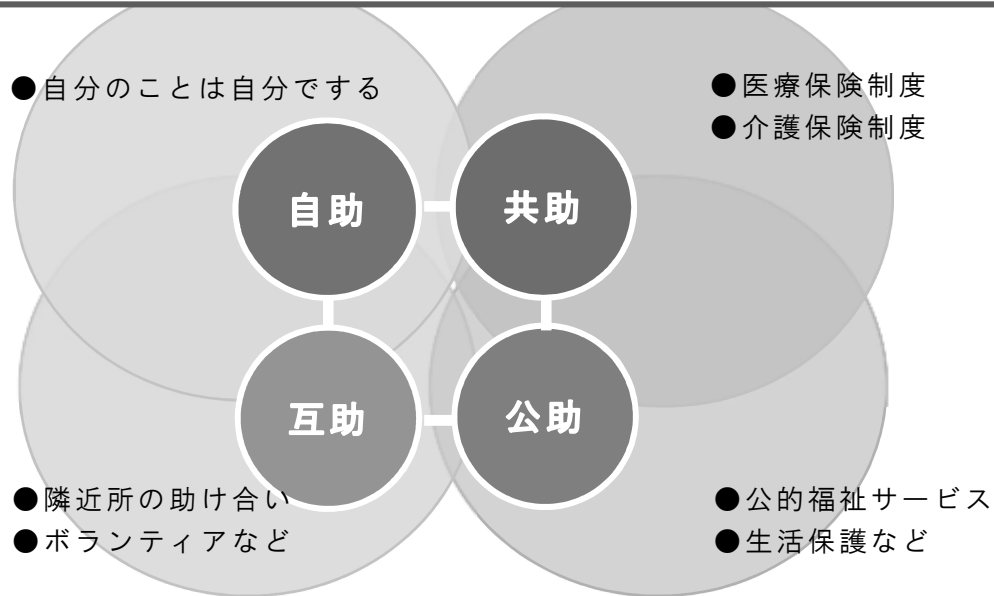 ●自分のことは自分でする
●医療保険制度
●介護保険制度
自助
共助
互助
公助
●隣近所の助け合い
●ボランティアなど
●公的福祉サービス
●生活保護など